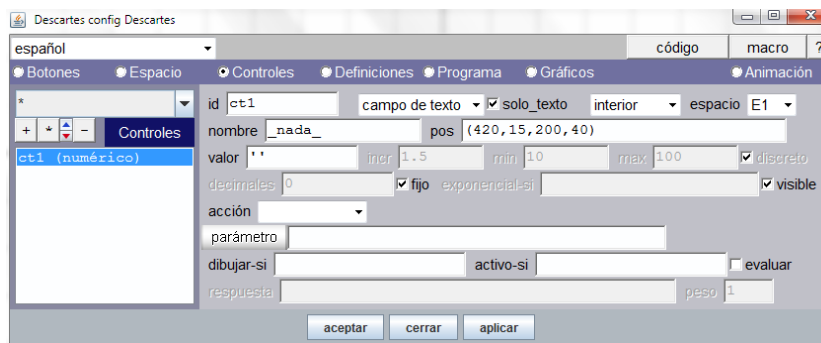 Descartes config Descartes
español código macro ?
Botones Espacio Controles Definiciones Programa Gráficos Animación
* id ct1 campo de texto solo_texto interior espacio E1
+ * - Controles nombre _nada_ pos (420,15,200,40)
ct1 (numérico) valor '' incr 1.5 min 10 max 100 discreto
decimales 0 fijo exponencial-si visible
acción
parámetro
dibujar-si activo-si evaluar
respuesta peso 1
aceptar cerrar aplicar